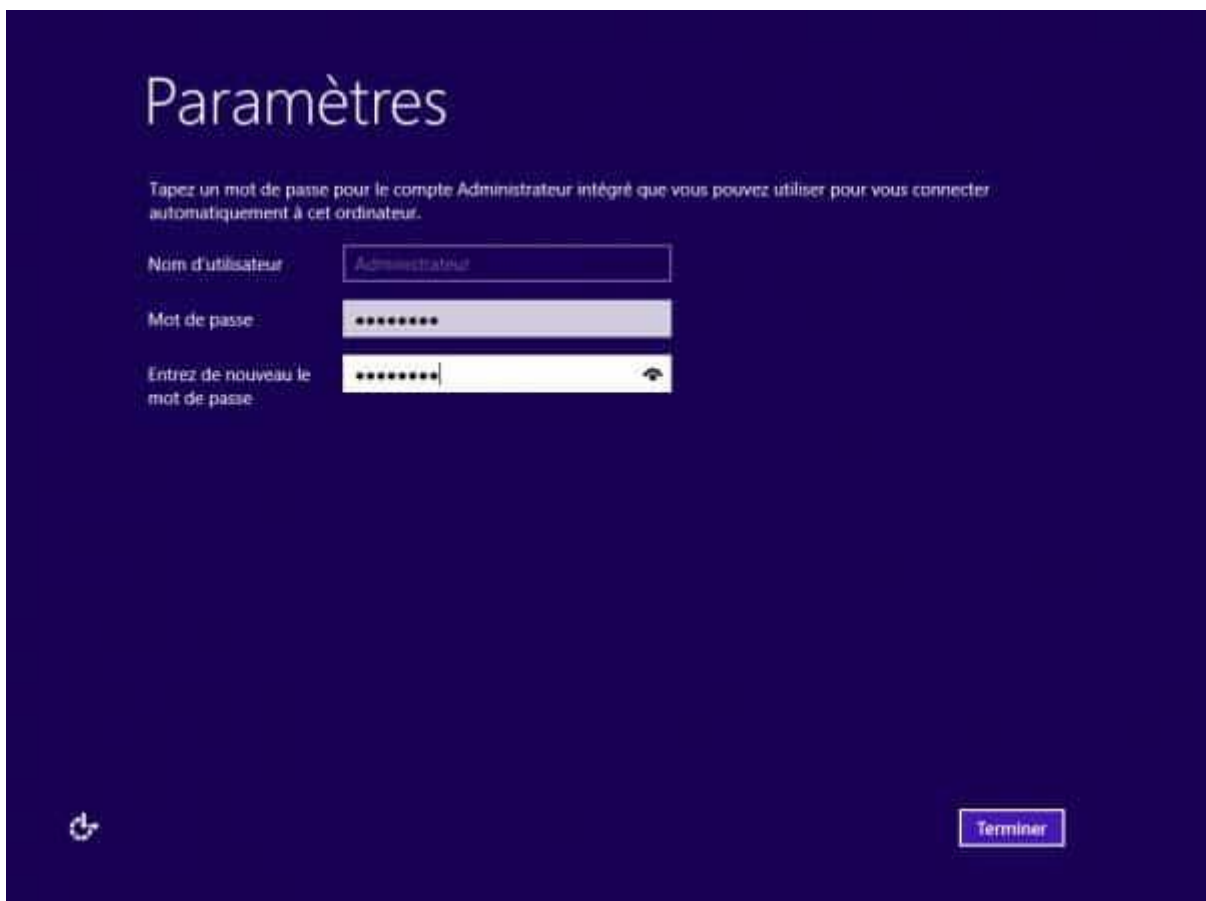 Paramètres
Tapez un mot de passe pour le compte Administrateur intégré que vous pouvez utiliser pour vous connecter
automatiquement à cet ordinateur.
Nom d'utilisateur
Administrateur
Mot de passe
••••••••
Entrez de nouveau le
mot de passe
••••••••
Terminer